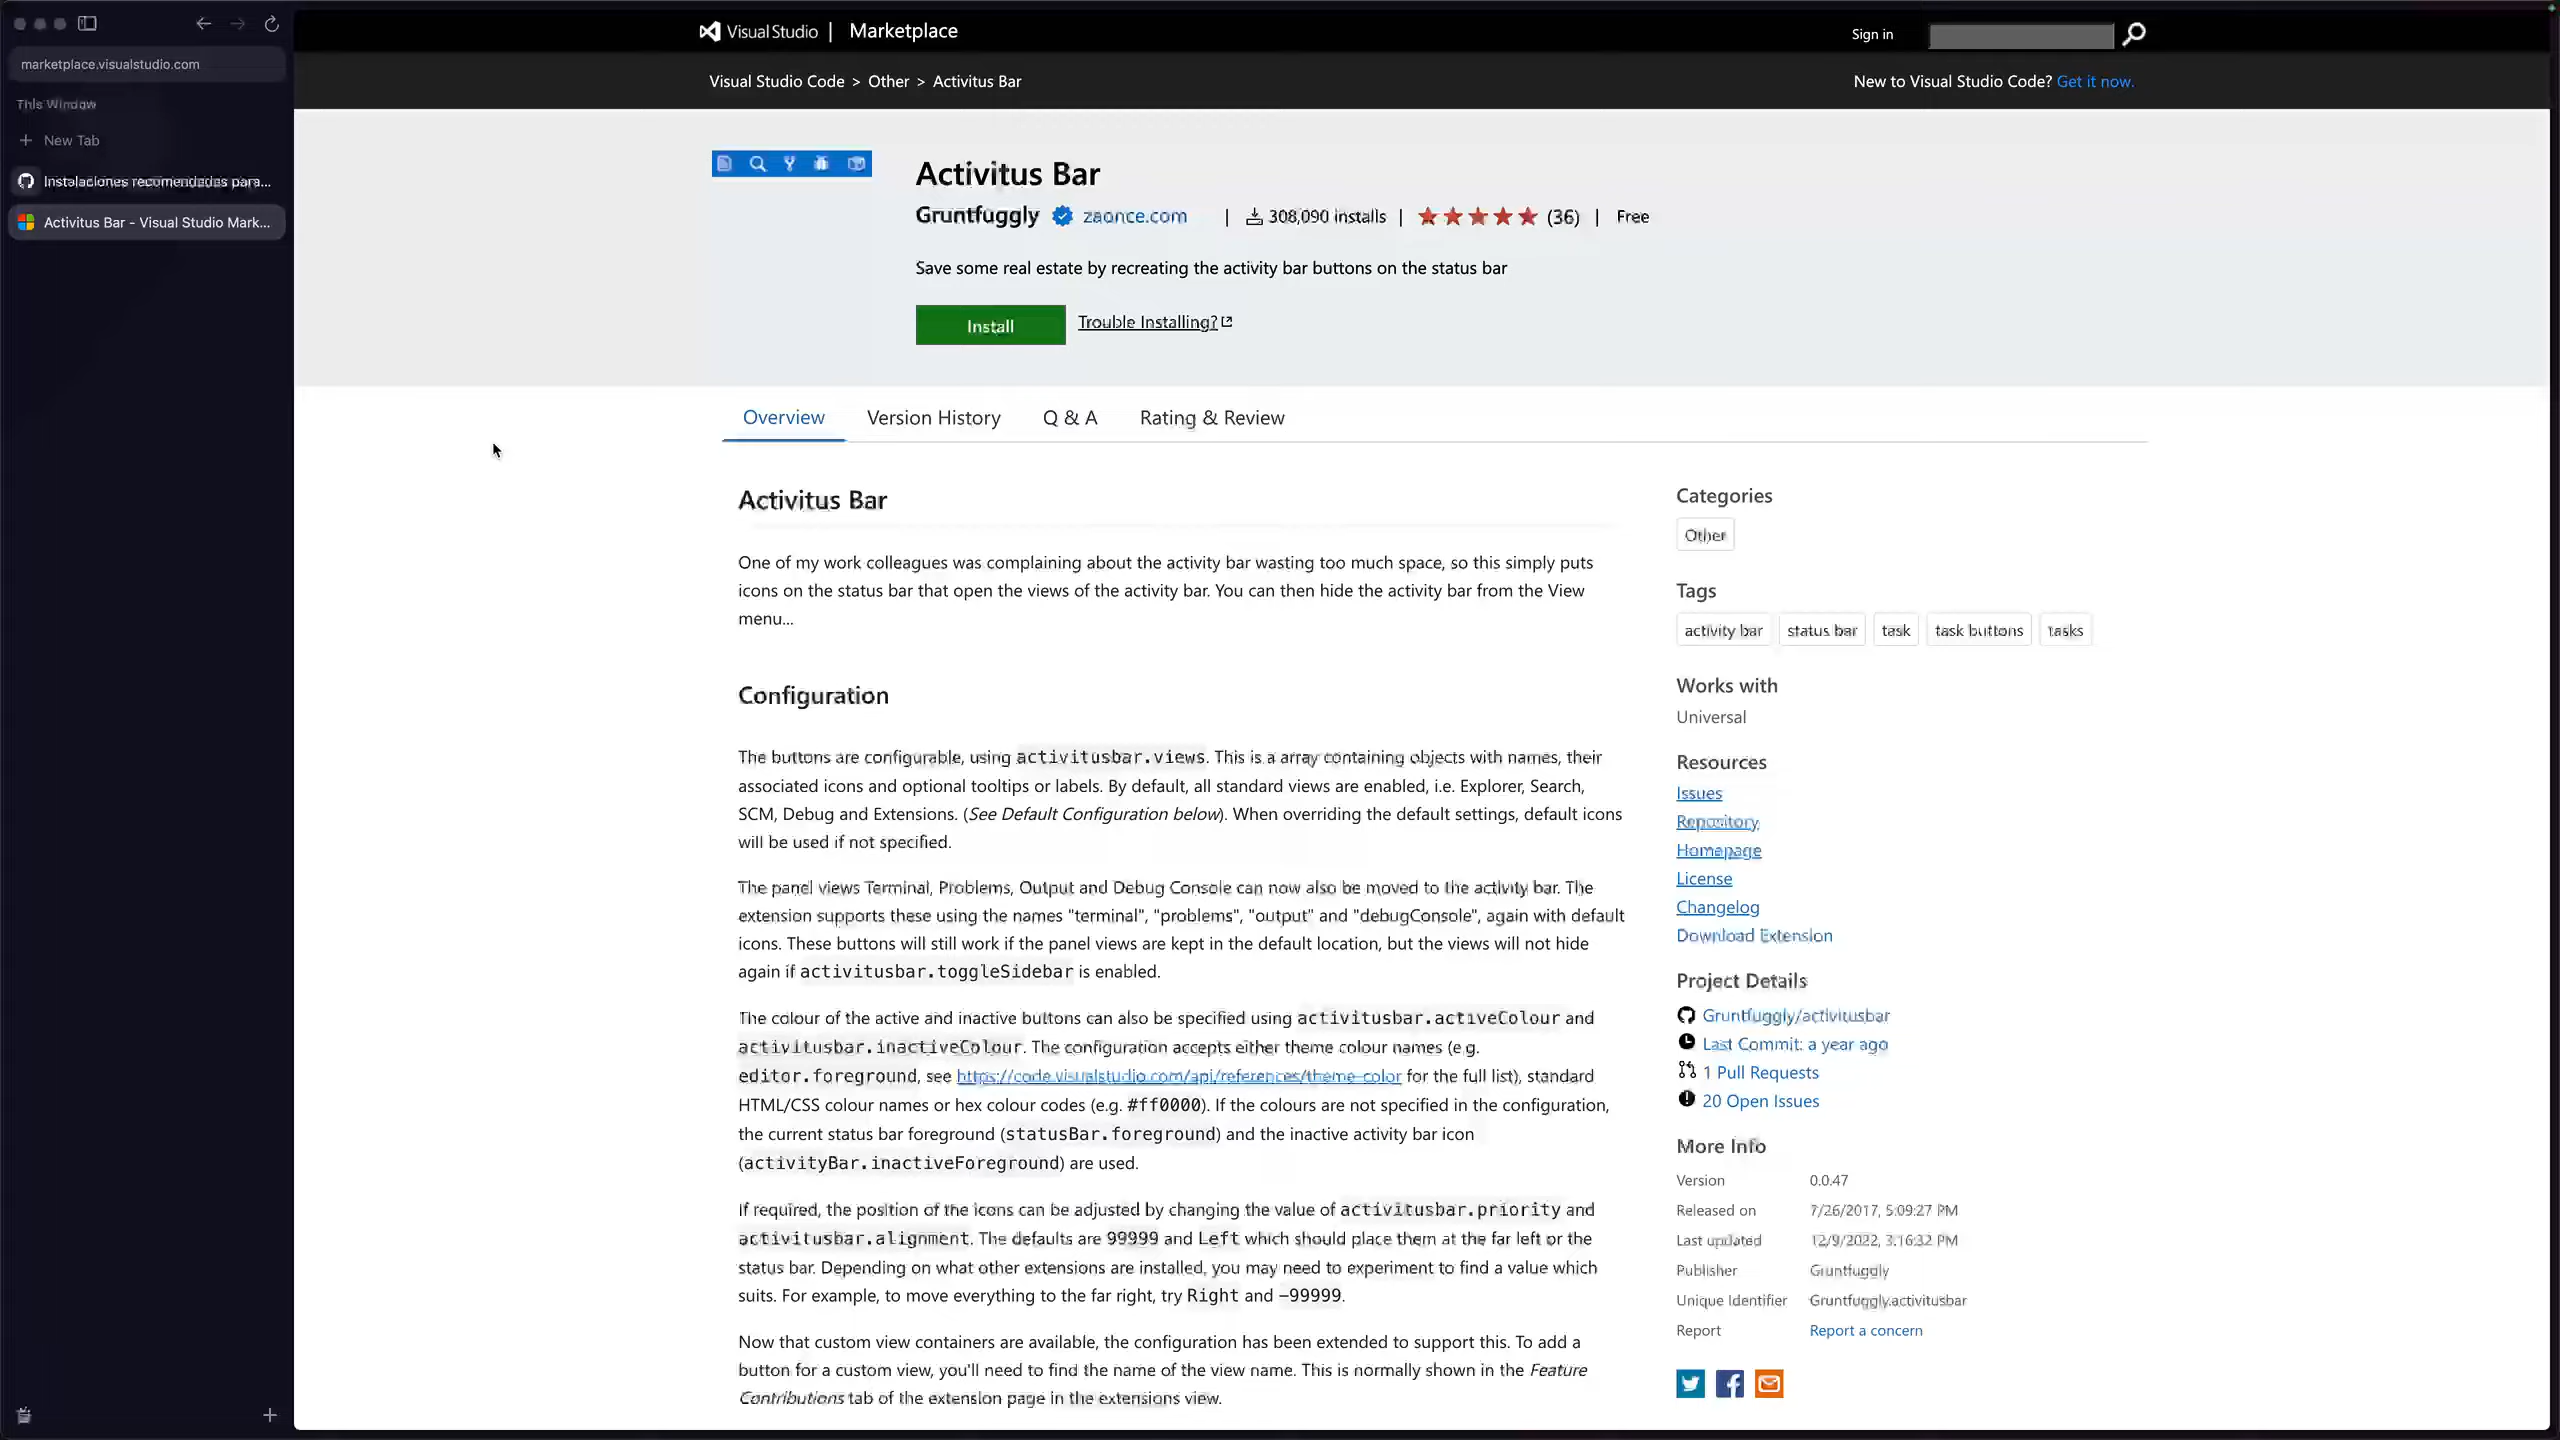 marketplace.visualstudio.com
This Window
New Tab
Instalaciones recomendadas para...
Activitus Bar - Visual Studio Mark...
Visual Studio | Marketplace
Sign in
Visual Studio Code > Other > Activitus Bar
New to Visual Studio Code? Get it now.
Activitus Bar
Gruntfuggly zaunce.com | 308,090 installs | (36) | Free
Save some real estate by recreating the activity bar buttons on the status bar
Install
Trouble Installing?
Overview
Version History
Q & A
Rating & Review
Activitus Bar
One of my work colleagues was complaining about the activity bar wasting too much space, so this simply puts
icons on the status bar that open the views of the activity bar. You can then hide the activity bar from the View
menu...
Configuration
The buttons are configurable, using activitusbar.views. This is a array containing objects with names, their
associated icons and optional tooltips or labels. By default, all standard views are enabled, i.e. Explorer, Search,
SCM, Debug and Extensions. (See Default Configuration below). When overriding the default settings, default icons
will be used if not specified.
The panel views Terminal, Problems, Output and Debug Console can now also be moved to the activity bar. The
extension supports these using the names "terminal", "problems", "output" and "debugConsole", again with default
icons. These buttons will still work if the panel views are kept in the default location, but the views will not hide
again if activitusbar.toggleSidebar is enabled.
The colour of the active and inactive buttons can also be specified using activitusbar.activeColour and
activitusbar.inactiveColour. The configuration accepts either theme colour names (e.g.
editor.foreground, see https://code.visualstudio.com/api/references/theme-color for the full list), standard
HTML/CSS colour names or hex colour codes (e.g. #ff0000). If the colours are not specified in the configuration,
the current status bar foreground (statusBar.foreground) and the inactive activity bar icon
(activityBar.inactiveForeground) are used.
If required, the position of the icons can be adjusted by changing the value of activitusbar.priority and
activitusbar.alignment. The defaults are 99999 and Left which should place them at the far left or the
status bar. Depending on what other extensions are installed, you may need to experiment to find a value which
suits. For example, to move everything to the far right, try Right and -99999.
Now that custom view containers are available, the configuration has been extended to support this. To add a
button for a custom view, you'll need to find the name of the view name. This is normally shown in the Feature
Contributions tab of the extension page in the extensions view.
Categories
Other
Tags
activity bar
status bar
task
task buttons
tasks
Works with
Universal
Resources
Issues
Repository
Homepage
License
Changelog
Download Extension
Project Details
Gruntfuggly/activitusbar
Last Commit: a year ago
1 Pull Requests
20 Open Issues
More Info
Version 0.0.47
Released on 7/26/2017, 5:09:27 PM
Last updated 12/9/2022, 3:16:32 PM
Publisher Gruntfuggly
Unique Identifier Gruntfuggly.activitusbar
Report Report a concern